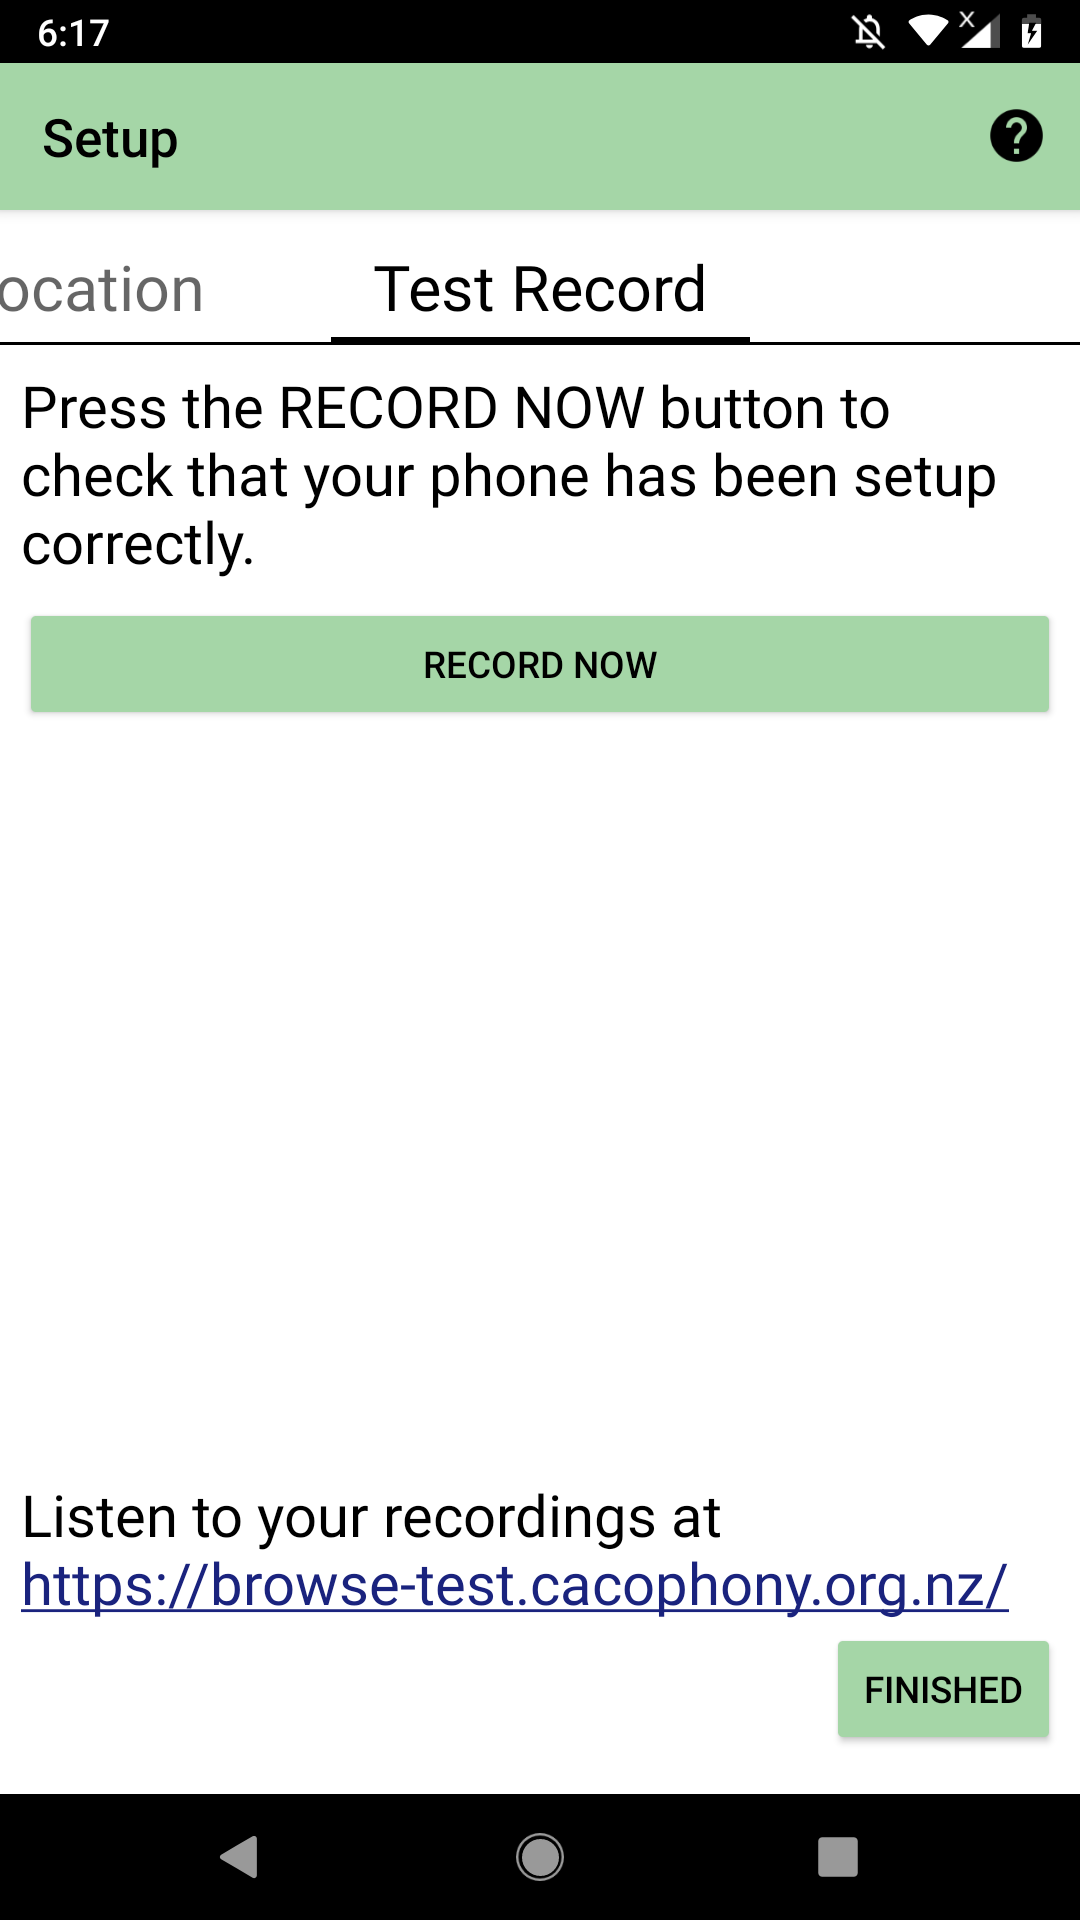 6:17
Setup
ocation
Test Record
Press the RECORD NOW button to
check that your phone has been setup
correctly.
RECORD NOW
Listen to your recordings at
https://browse-test.cacophony.org.nz/
FINISHED